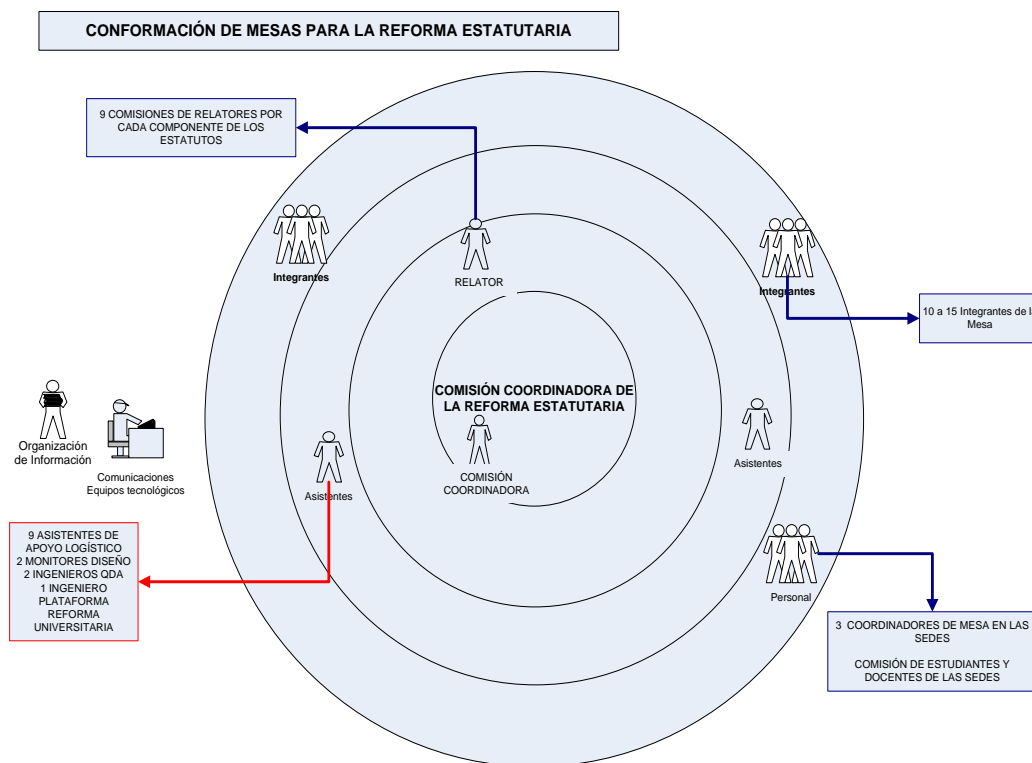 CONFORMACIÓN DE MESAS PARA LA REFORMA ESTATUTARIA
9 COMISIONES DE RELATORES POR
CADA COMPONENTE DE LOS
ESTATUTOS
Integrantes
RELATOR
Integrantes
10 a 15 Integrantes de la
Mesa
COMISIÓN COORDINADORA DE
LA REFORMA ESTATUTARIA
COMISIÓN
COORDINADORA
Asistentes
Asistentes
Organización
de Información
Comunicaciones
Equipos tecnológicos
9 ASISTENTES DE
APOYO LOGÍSTICO
2 MONITORES DISEÑO
2 INGENIEROS QDA
1 INGENIERO
PLATAFORMA
REFORMA
UNIVERSITARIA
Personal
3 COORDINADORES DE MESA EN LAS
SEDES
COMISIÓN DE ESTUDIANTES Y
DOCENTES DE LAS SEDES